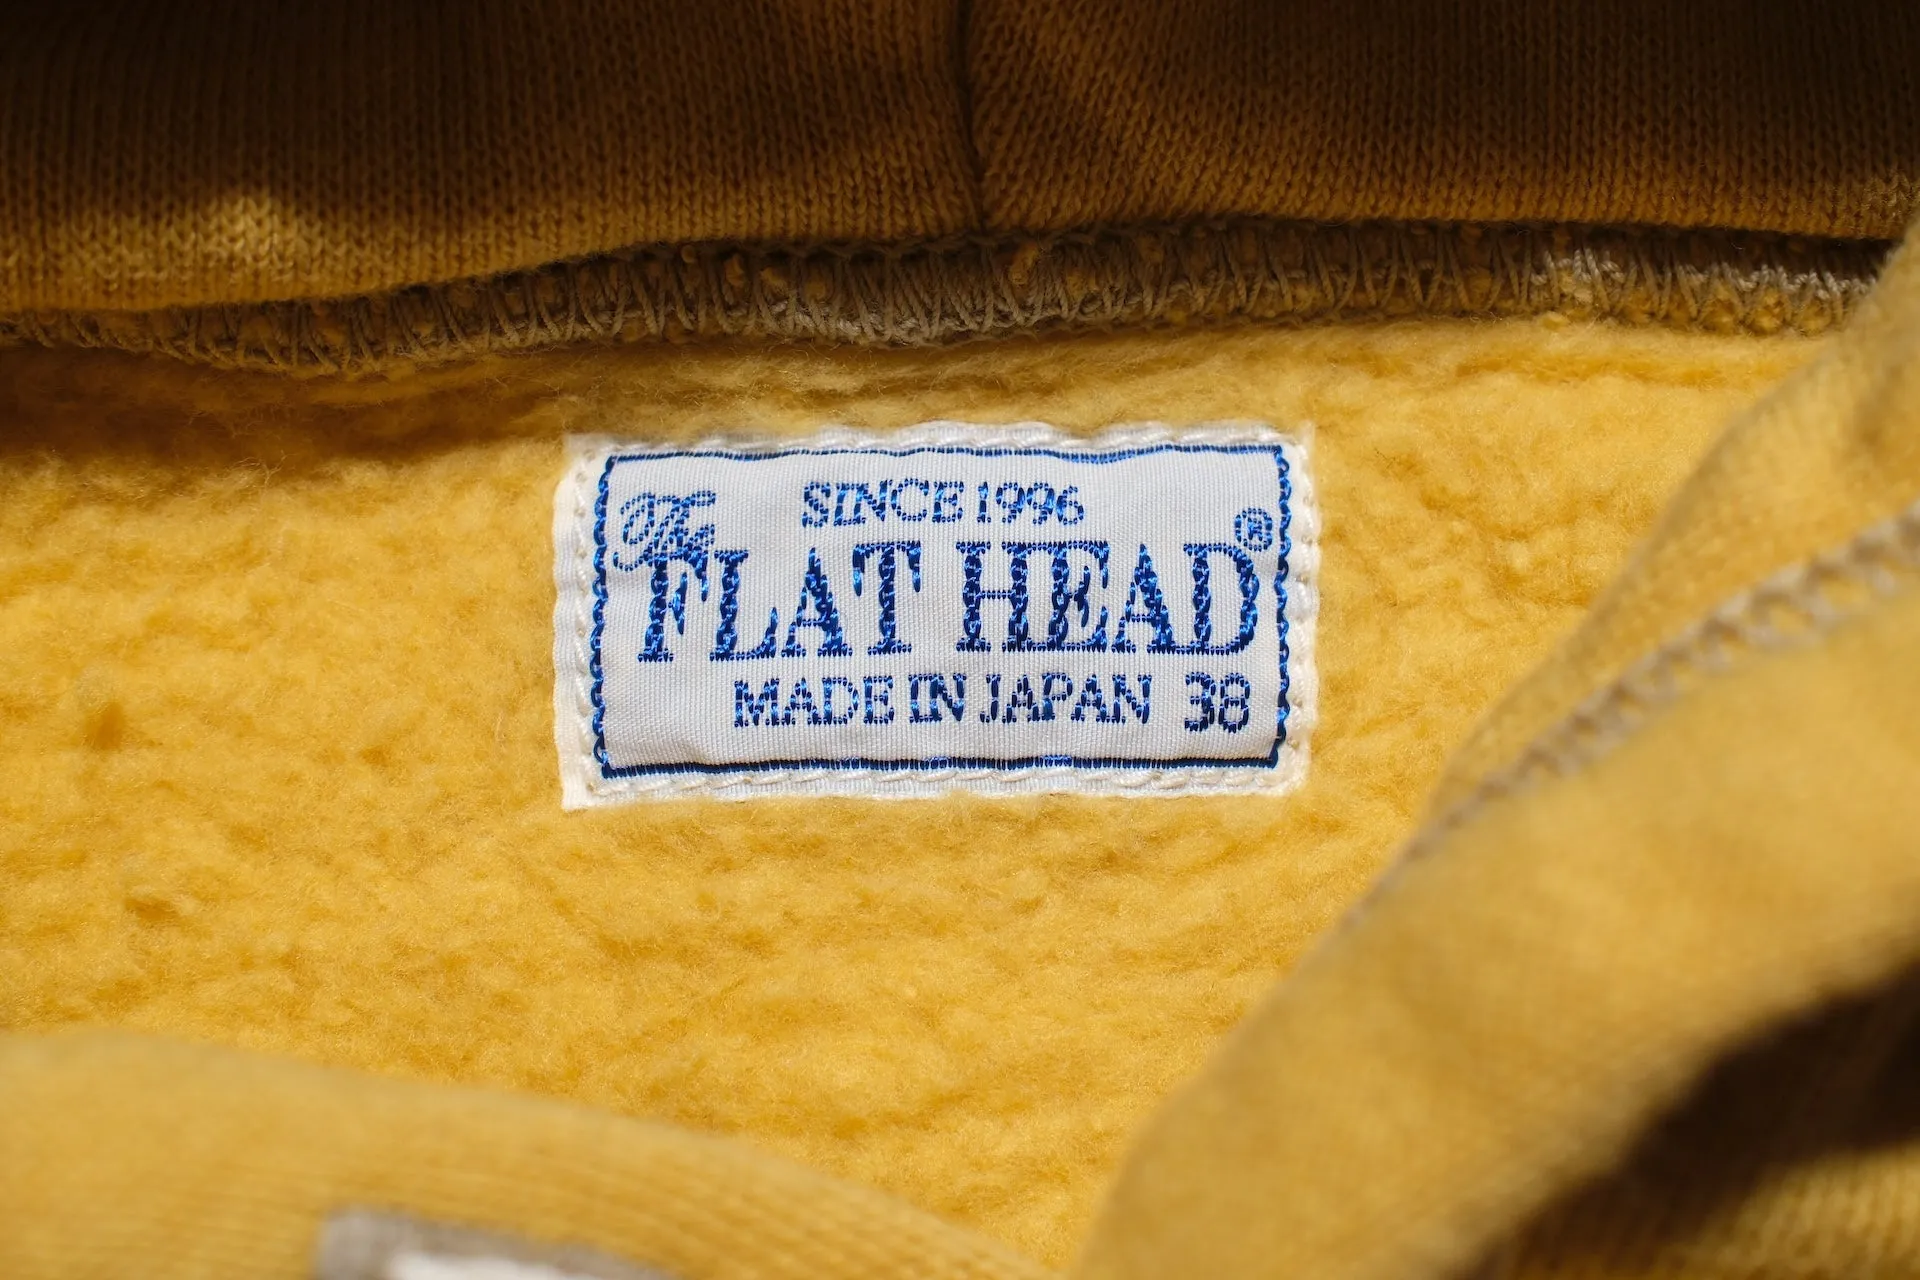 SINCE 1996
The
FLAT HEAD®
MADE IN JAPAN 38